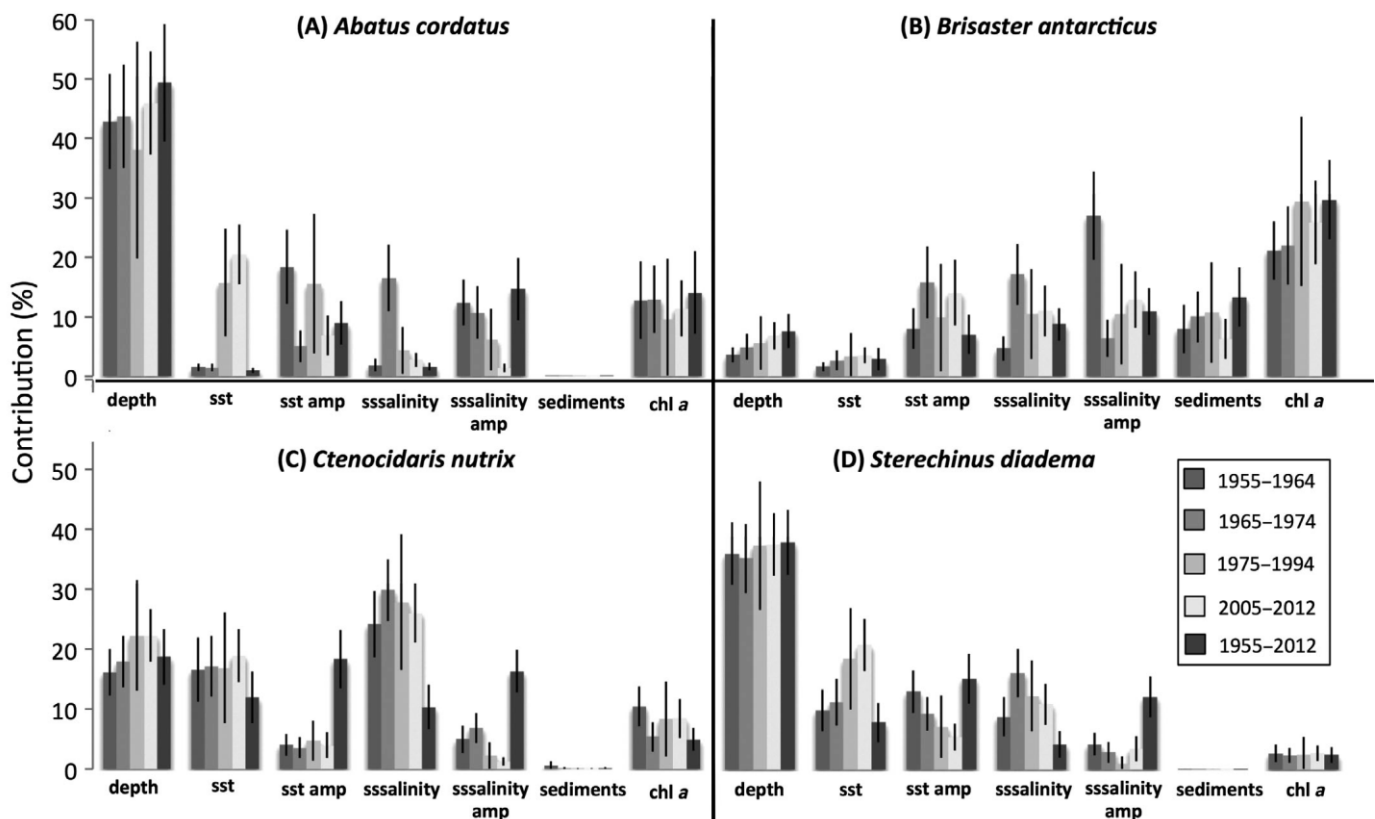 Contribution (%)
(A) Abatus cordatus
60
50
40
30
20
10
0
depth sst sst amp sssalinity sssalinity amp sediments chl a
(B) Brisaster antarcticus
depth sst sst amp sssalinity sssalinity amp sediments chl a
(C) Ctenocidaris nutrix
50
40
30
20
10
0
depth sst sst amp sssalinity sssalinity amp sediments chl a
(D) Sterechinus diadema
1955–1964
1965–1974
1975–1994
2005–2012
1955–2012
depth sst sst amp sssalinity sssalinity amp sediments chl a